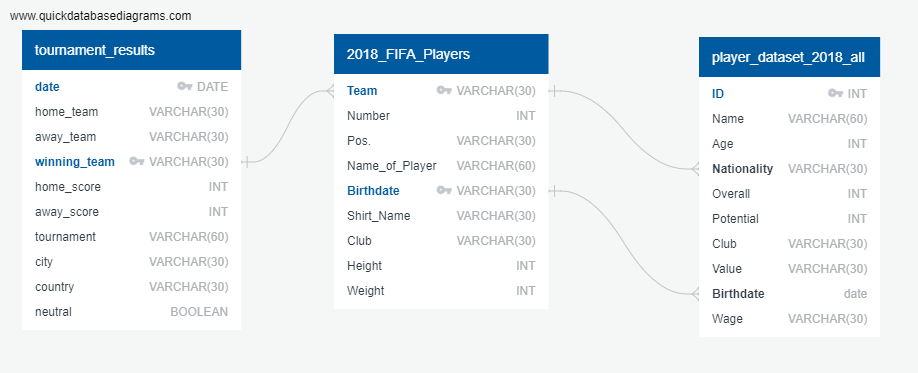 www.quickdatabasediagrams.com
tournament_results
date DATE
home_team VARCHAR(30)
away_team VARCHAR(30)
winning_team VARCHAR(30)
home_score INT
away_score INT
tournament VARCHAR(60)
city VARCHAR(30)
country VARCHAR(30)
neutral BOOLEAN
2018_FIFA_Players
Team VARCHAR(30)
Number INT
Pos. VARCHAR(30)
Name_of_Player VARCHAR(60)
Birthdate VARCHAR(30)
Shirt_Name VARCHAR(30)
Club VARCHAR(30)
Height INT
Weight INT
player_dataset_2018_all
ID INT
Name VARCHAR(60)
Age INT
Nationality VARCHAR(30)
Overall INT
Potential INT
Club VARCHAR(30)
Value VARCHAR(30)
Birthdate date
Wage VARCHAR(30)